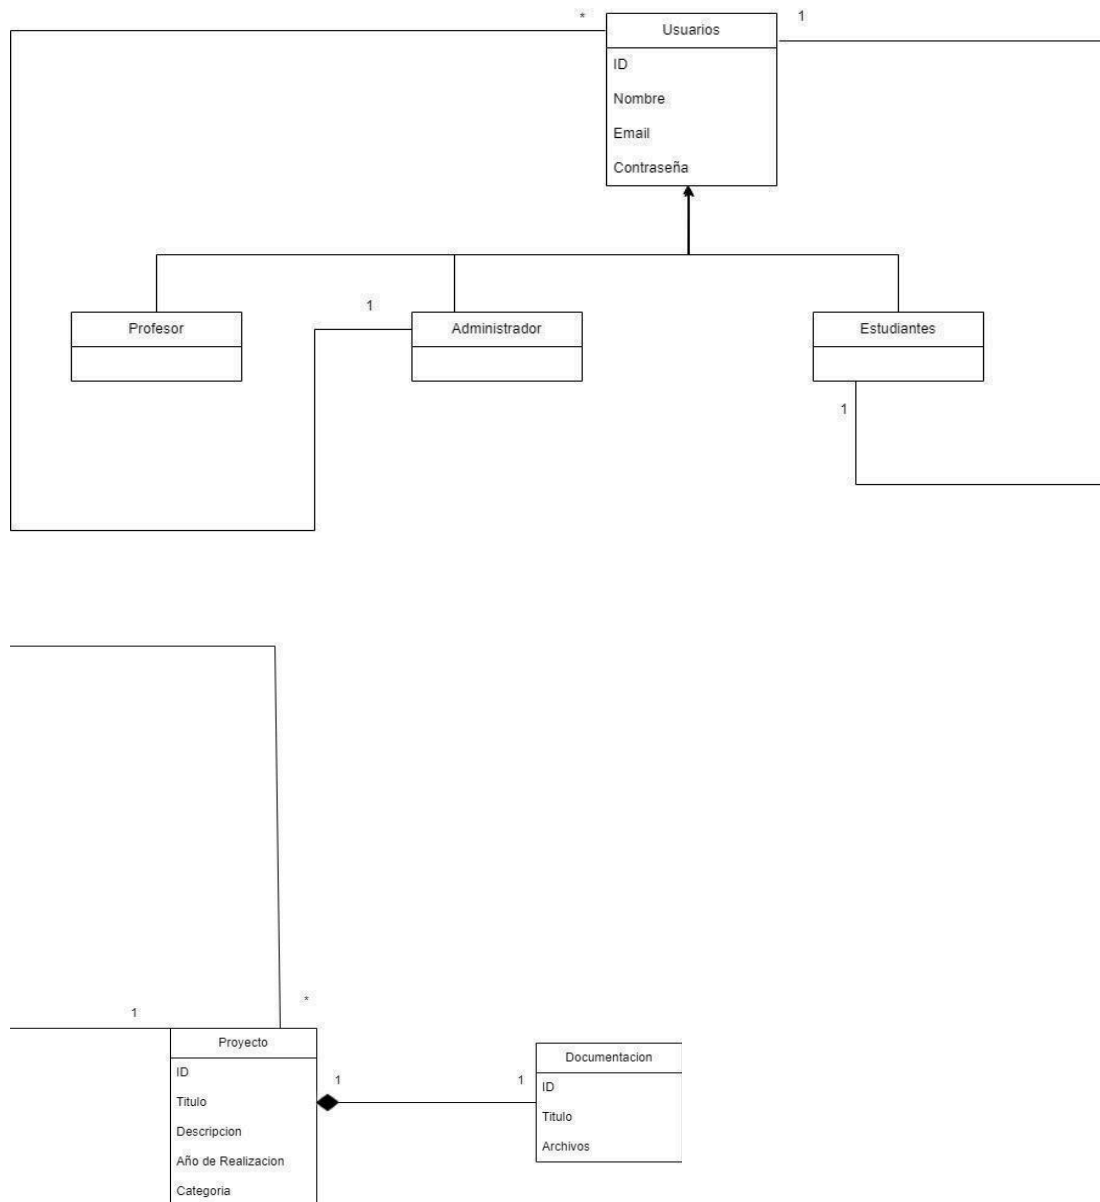 *
1
Usuarios
ID
Nombre
Email
Contraseña
1
Profesor
Administrador
Estudiantes
1
*
1
Proyecto
ID
Titulo
Descripcion
Año de Realizacion
Categoria
1
1
Documentacion
ID
Titulo
Archivos